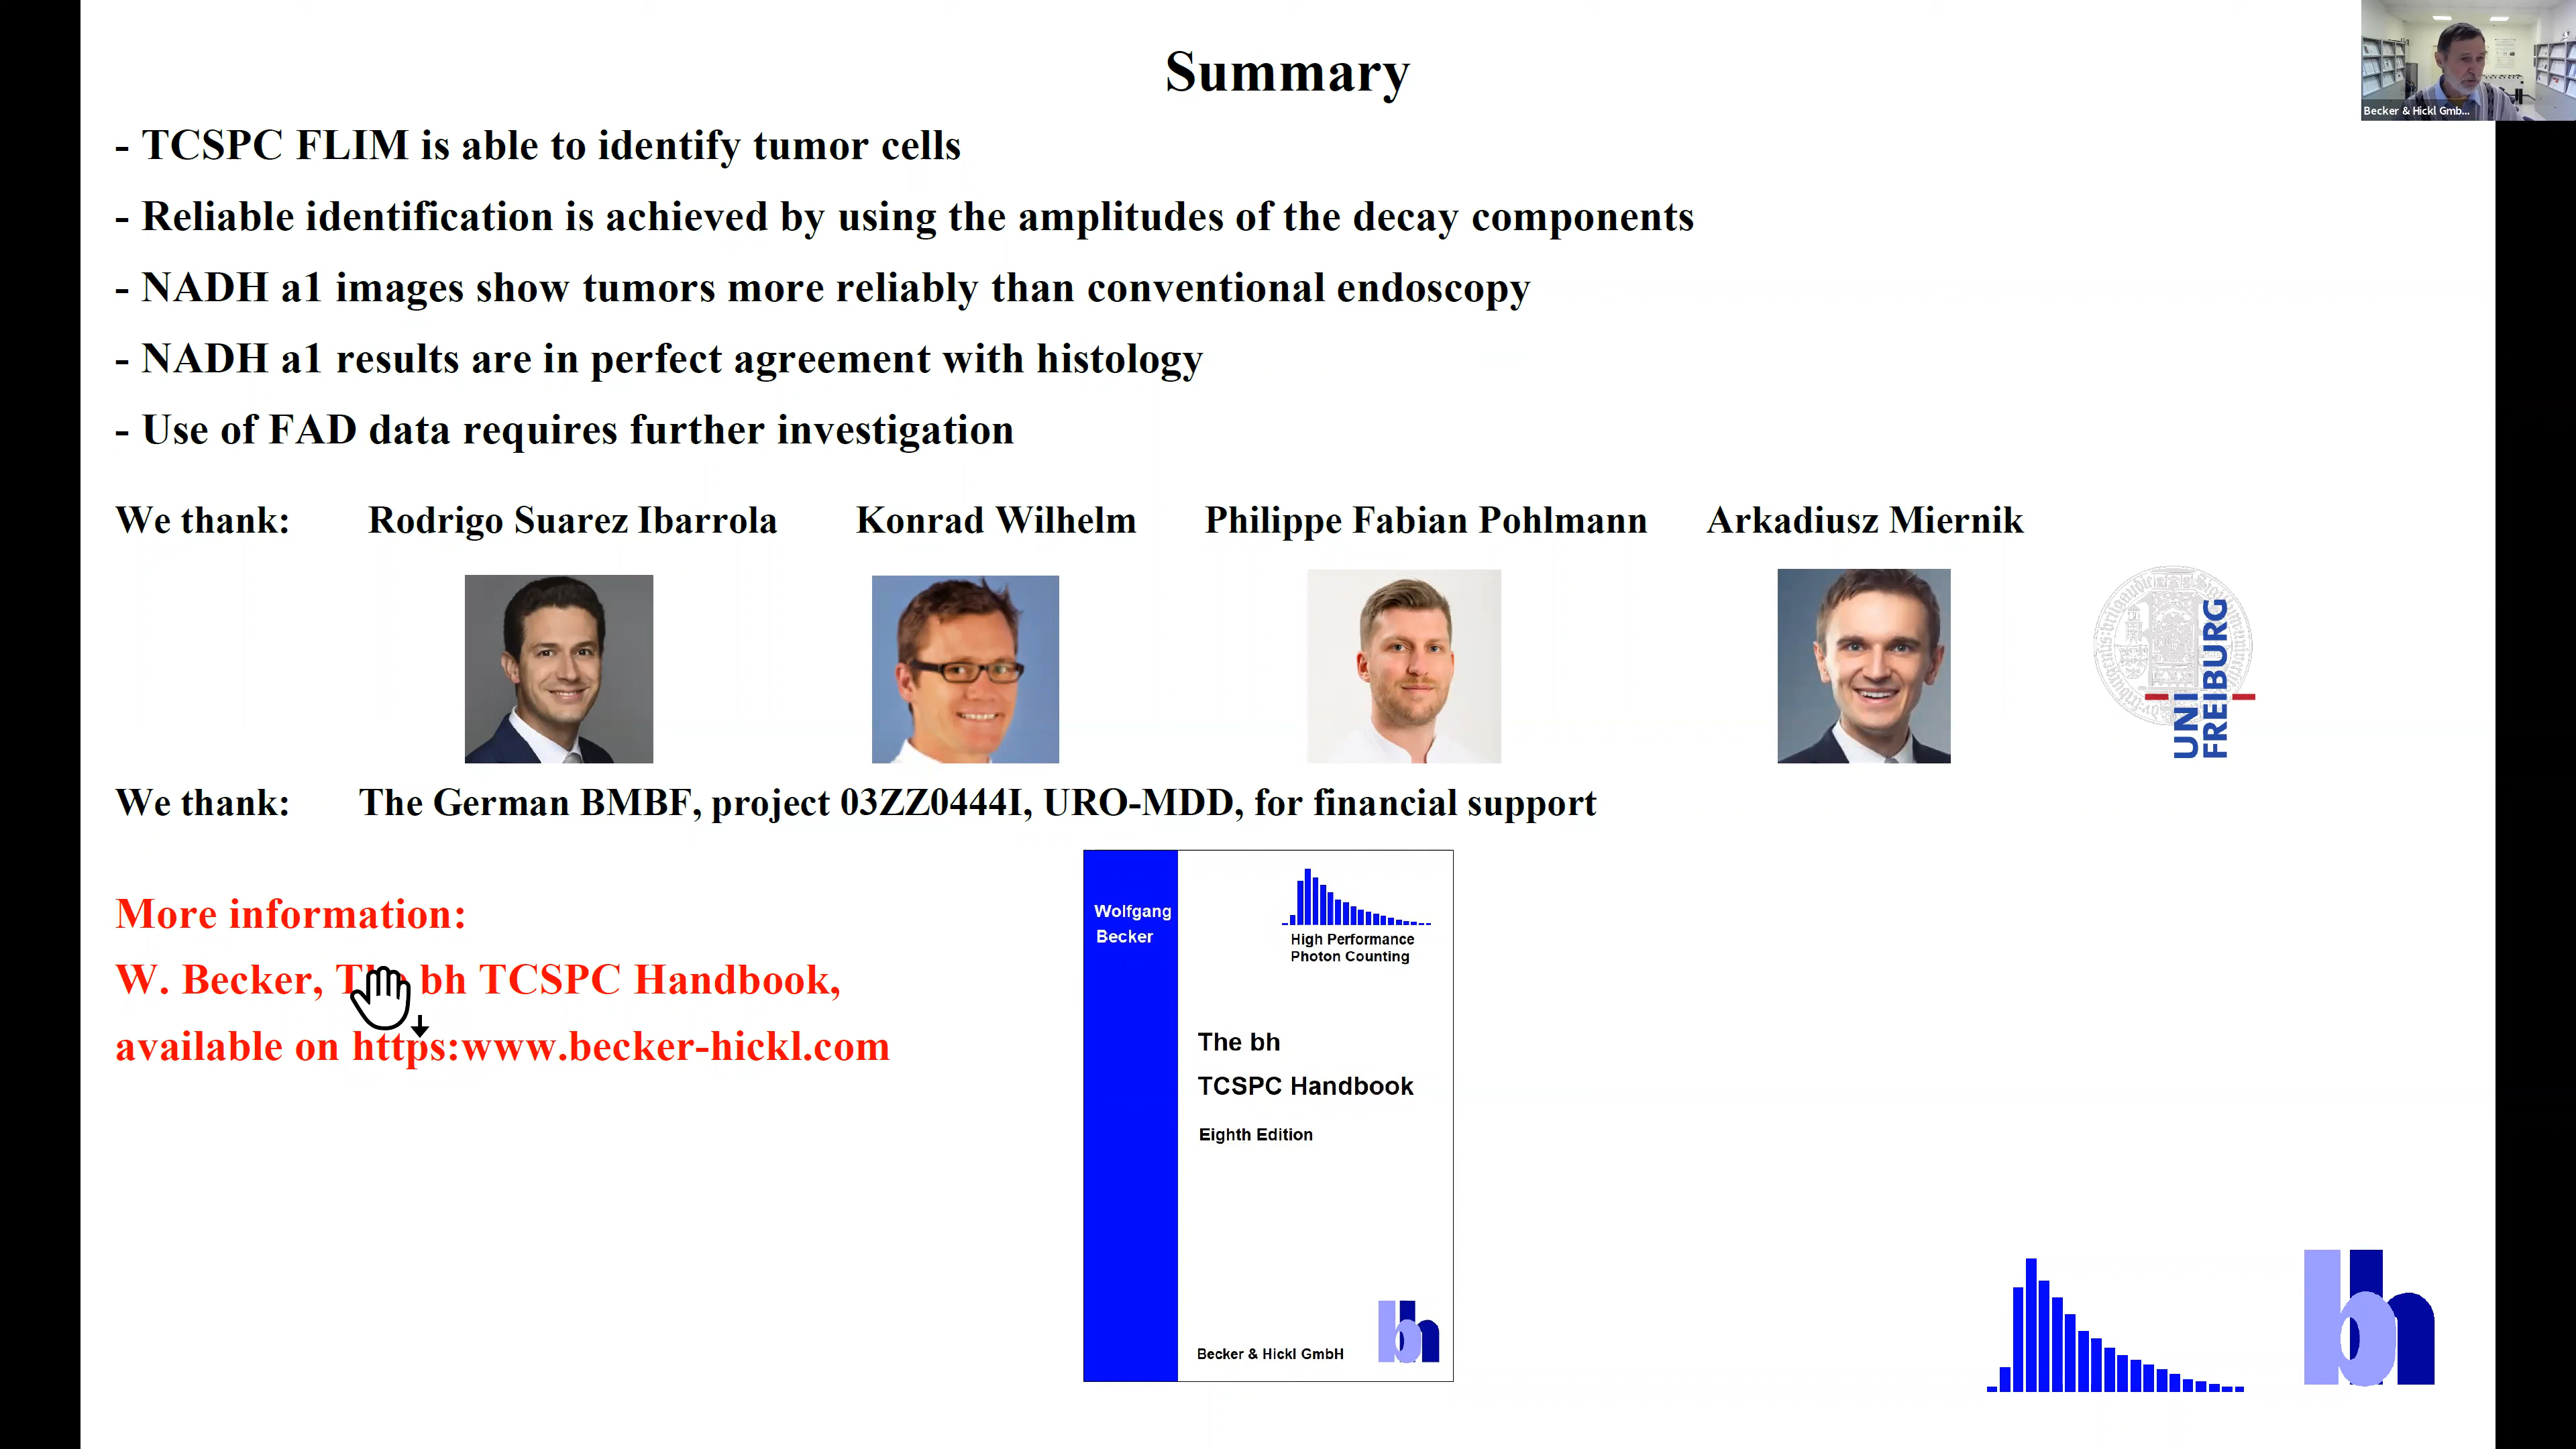 Summary
Becker & Hickl Gmb...
- TCSPC FLIM is able to identify tumor cells
- Reliable identification is achieved by using the amplitudes of the decay components
- NADH a1 images show tumors more reliably than conventional endoscopy
- NADH a1 results are in perfect agreement with histology
- Use of FAD data requires further investigation
We thank: Rodrigo Suarez Ibarrola Konrad Wilhelm Philippe Fabian Pohlmann Arkadiusz Miernik
UNI
FREIBURG
We thank: The German BMBF, project 03ZZ0444I, URO-MDD, for financial support
More information:
W. Becker, The bh TCSPC Handbook,
available on https:www.becker-hickl.com
Wolfgang
Becker
High Performance
Photon Counting
The bh
TCSPC Handbook
Eighth Edition
Becker & Hickl GmbH
bh
bh